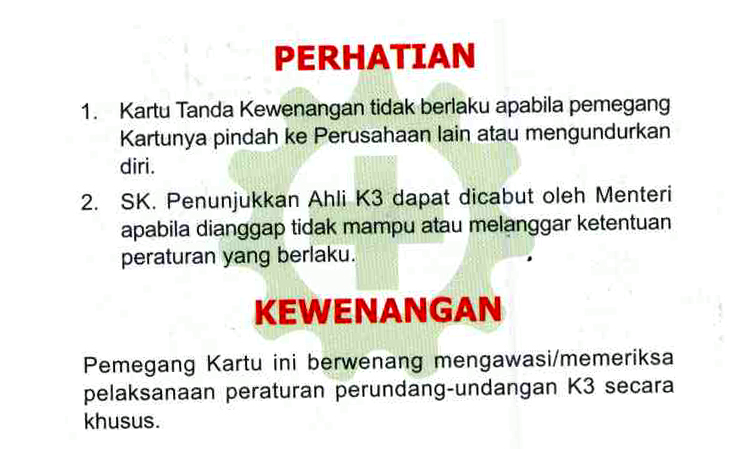 PERHATIAN
1. Kartu Tanda Kewenangan tidak berlaku apabila pemegang
Kartunya pindah ke Perusahaan lain atau mengundurkan
diri.
2. SK. Penunjukkan Ahli K3 dapat dicabut oleh Menteri
apabila dianggap tidak mampu atau melanggar ketentuan
peraturan yang berlaku.
KEWENANGAN
Pemegang Kartu ini berwenang mengawasi/memeriksa
pelaksanaan peraturan perundang-undangan K3 secara
khusus.